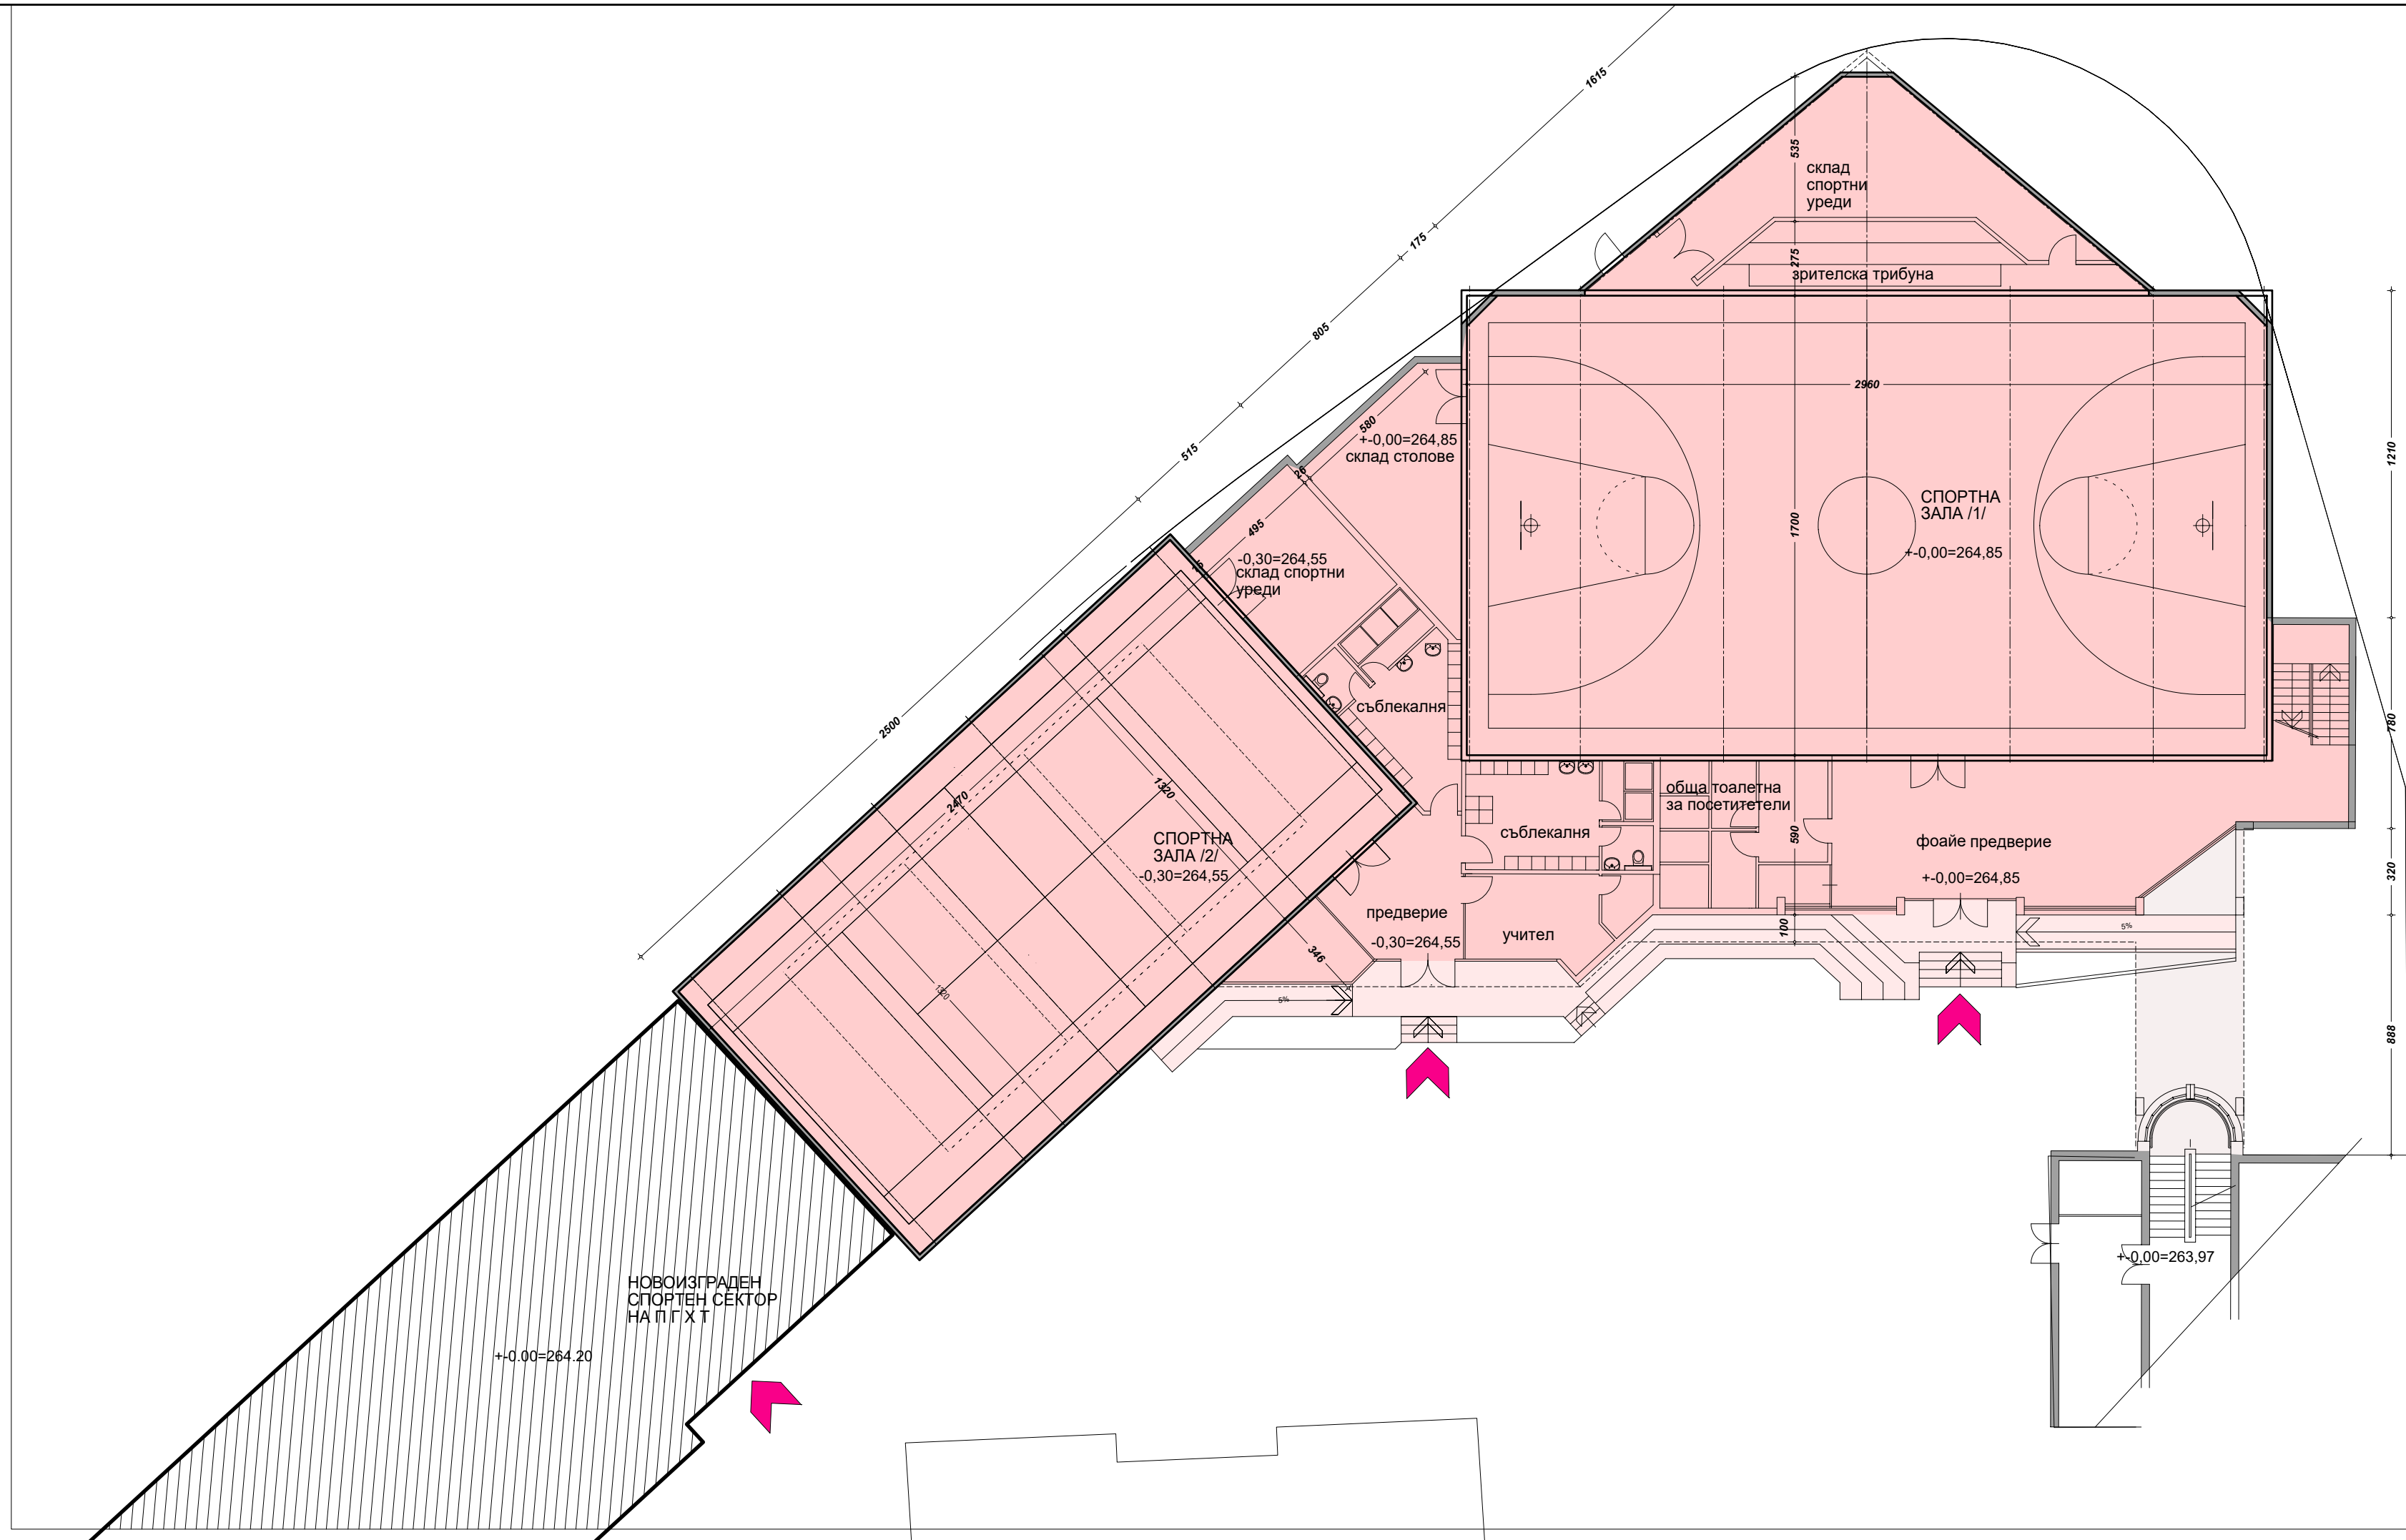 1615
175
805
515
2500
535
склад
спортни
уреди
275
зрителска трибуна
2960
1210
580
+-0,00=264,85
склад столове
26
495
-0,30=264,55
склад спортни
уреди
СПОРТНА
ЗАЛА /1/
+-0,00=264,85
1700
780
съблекалня
1320
2470
СПОРТНА
ЗАЛА /2/
-0,30=264,55
обща тоалетна
за посетитетели
съблекалня
590
фоайе предверие
+-0,00=264,85
320
предверие
-0,30=264,55
346
учител
100
5%
5%
1320
888
+-0,00=263,97
НОВОИЗГРАДЕН
СПОРТЕН СЕКТОР
НА П Г Х Т
+-0.00=264.20